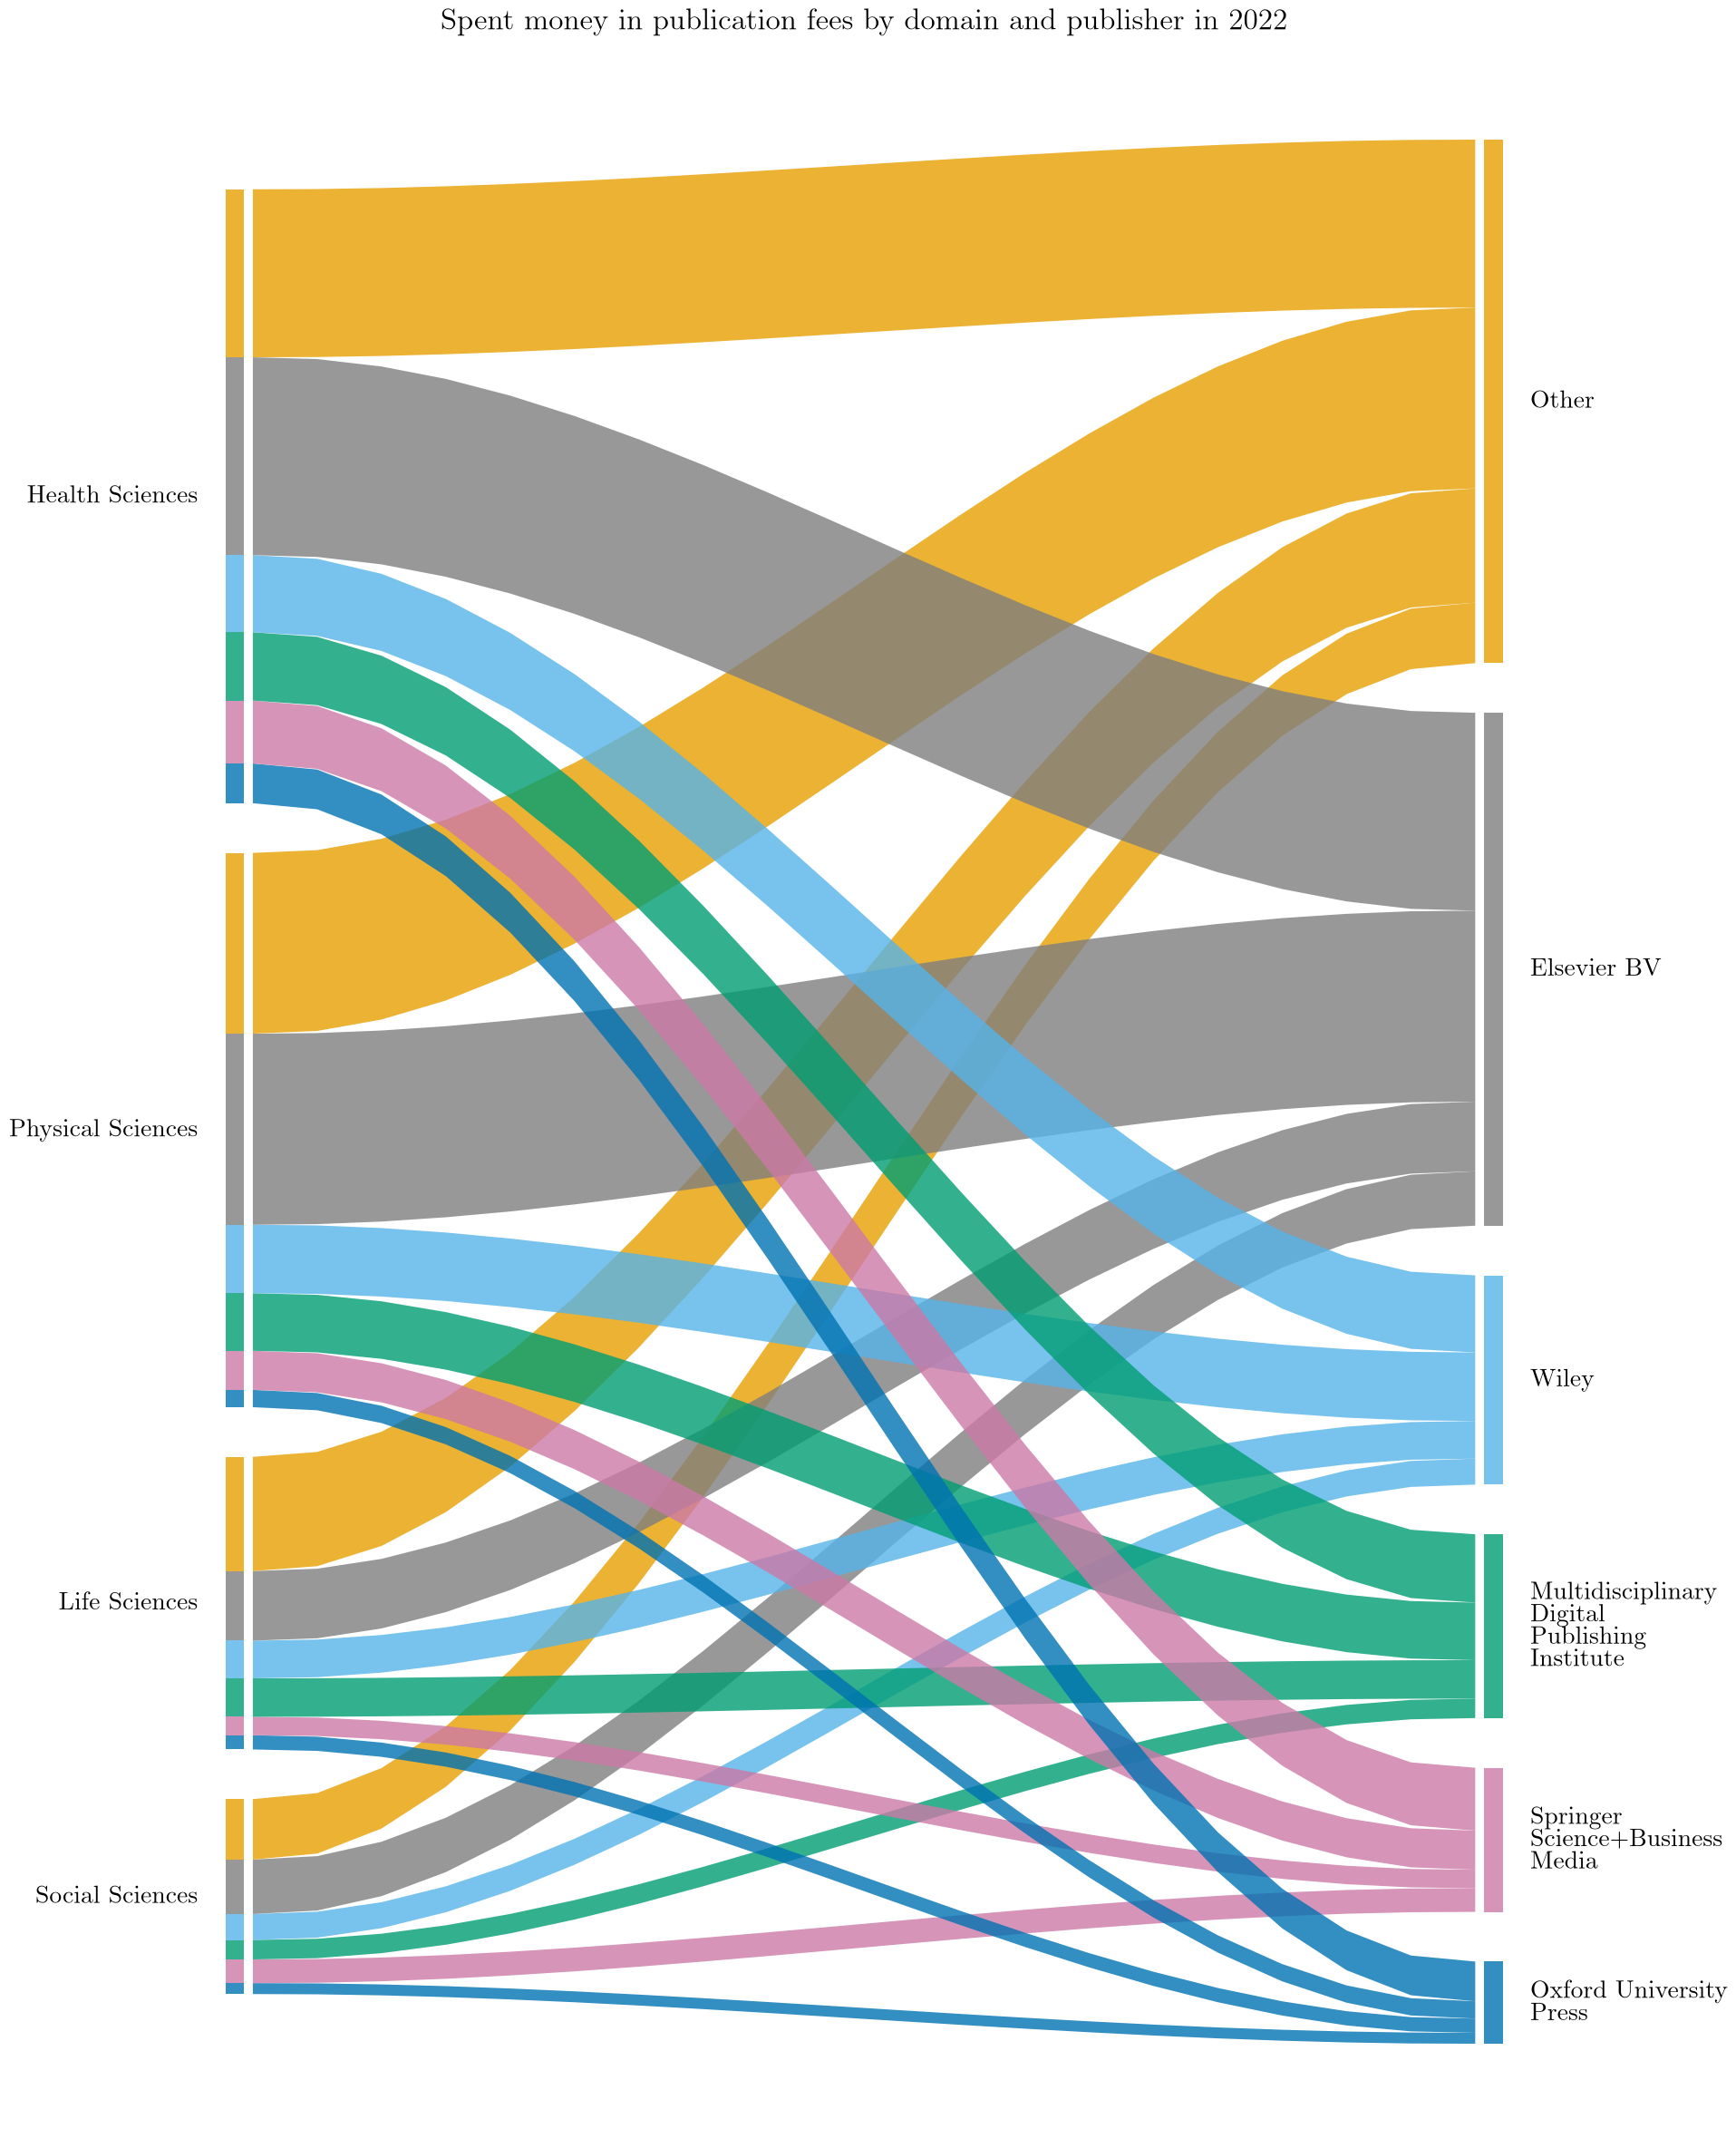 Spent money in publication fees by domain and publisher in 2022
Health Sciences
Physical Sciences
Life Sciences
Social Sciences
Other
Elsevier BV
Wiley
Multidisciplinary
Digital
Publishing
Institute
Springer
Science+Business
Media
Oxford University
Press